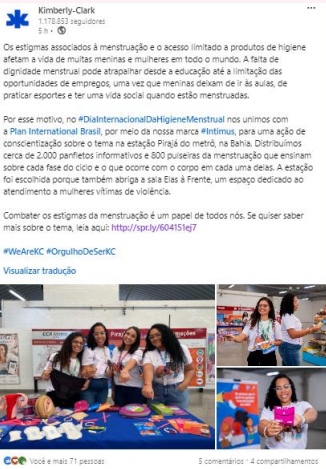 Kimberly-Clark
1.178.853 seguidores
5 h •
Os estigmas associados à menstruação e o acesso limitado a produtos de higiene
afetam a vida de muitas meninas e mulheres em todo o mundo. A falta de
dignidade menstrual pode atrapalhar desde a educação até a limitação das
oportunidades de empregos, uma vez que meninas deixam de ir às aulas, de
praticar esportes e ter uma vida social quando estão menstruadas.
Por esse motivo, no #DiaInternacionalDaHigieneMenstrual nos unimos com
a Plan International Brasil, por meio da nossa marca #Intimus, para uma ação de
conscientização sobre o tema na estação Pirajá do metrô, na Bahia. Distribuímos
cerca de 2.000 panfletos informativos e 800 pulseiras da menstruação que ensinam
sobre cada fase do ciclo e o que ocorre com o corpo em cada uma delas. A estação
foi escolhida porque também abriga a sala Elas à Frente, um espaço dedicado ao
atendimento a mulheres vítimas de violência.
Combater os estigmas da menstruação é um papel de todos nós. Se quiser saber
mais sobre o tema, leia aqui: http://spr.ly/604151ej7
#WeAreKC #OrgulhoDeSerKC
Visualizar tradução
Você e mais 71 pessoas
5 comentários · 4 compartilhamentos